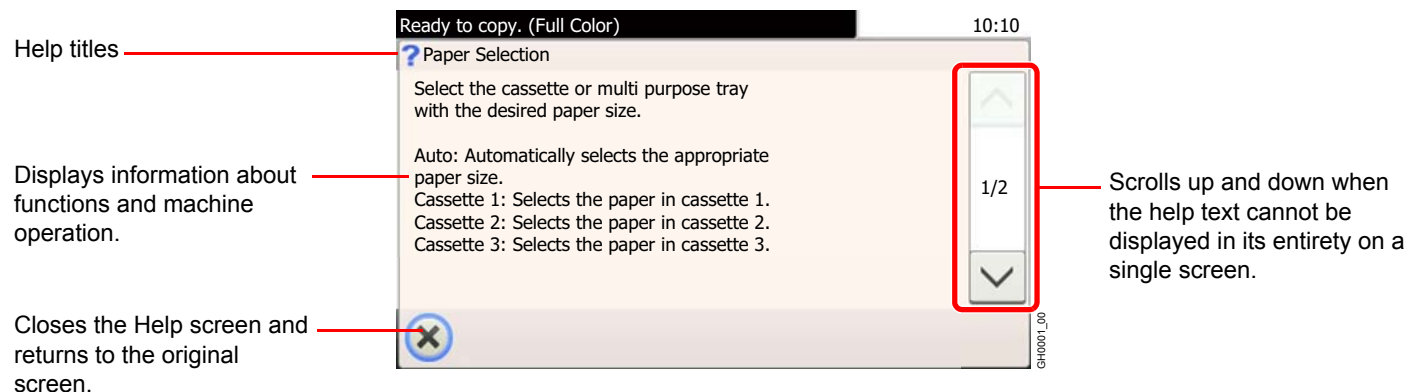 Help titles
Displays information about
functions and machine
operation.
Closes the Help screen and
returns to the original
screen.
Ready to copy. (Full Color)
10:10
? Paper Selection
Select the cassette or multi purpose tray
with the desired paper size.
Auto: Automatically selects the appropriate
paper size.
Cassette 1: Selects the paper in cassette 1.
Cassette 2: Selects the paper in cassette 2.
Cassette 3: Selects the paper in cassette 3.
1/2
Scrolls up and down when
the help text cannot be
displayed in its entirety on a
single screen.
GH0001_00